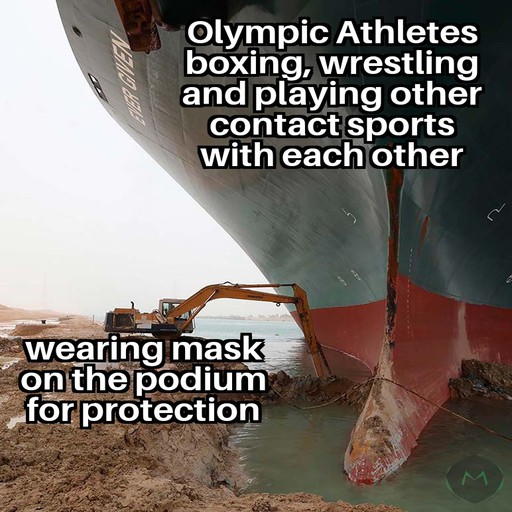 EVER GIVEN
Olympic Athletes
boxing, wrestling
and playing other
contact sports
with each other
wearing mask
on the podium
for protection
M